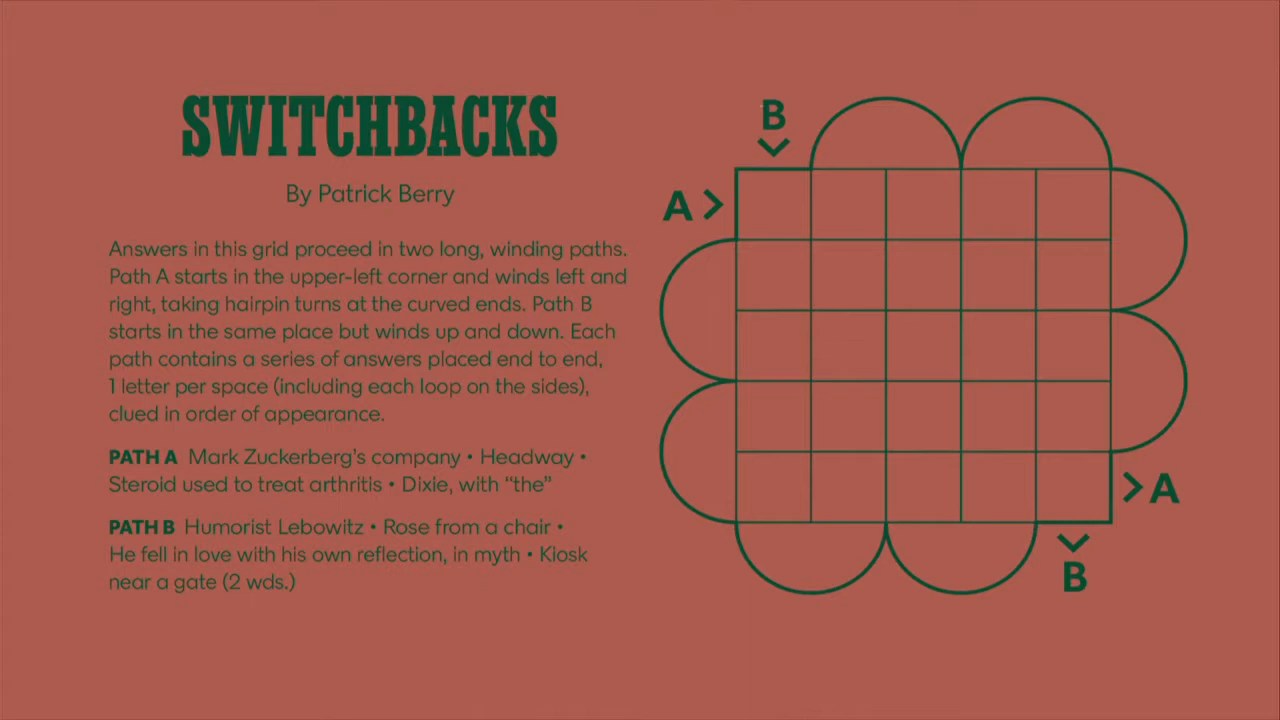 SWITCHBACKS
By Patrick Berry
Answers in this grid proceed in two long, winding paths.
Path A starts in the upper-left corner and winds left and
right, taking hairpin turns at the curved ends. Path B
starts in the same place but winds up and down. Each
path contains a series of answers placed end to end,
1 letter per space (including each loop on the sides),
clued in order of appearance.
PATH A Mark Zuckerberg's company • Headway •
Steroid used to treat arthritis • Dixie, with “the”
PATH B Humorist Lebowitz • Rose from a chair •
He fell in love with his own reflection, in myth • Kiosk
near a gate (2 wds.)
B
A
A
B